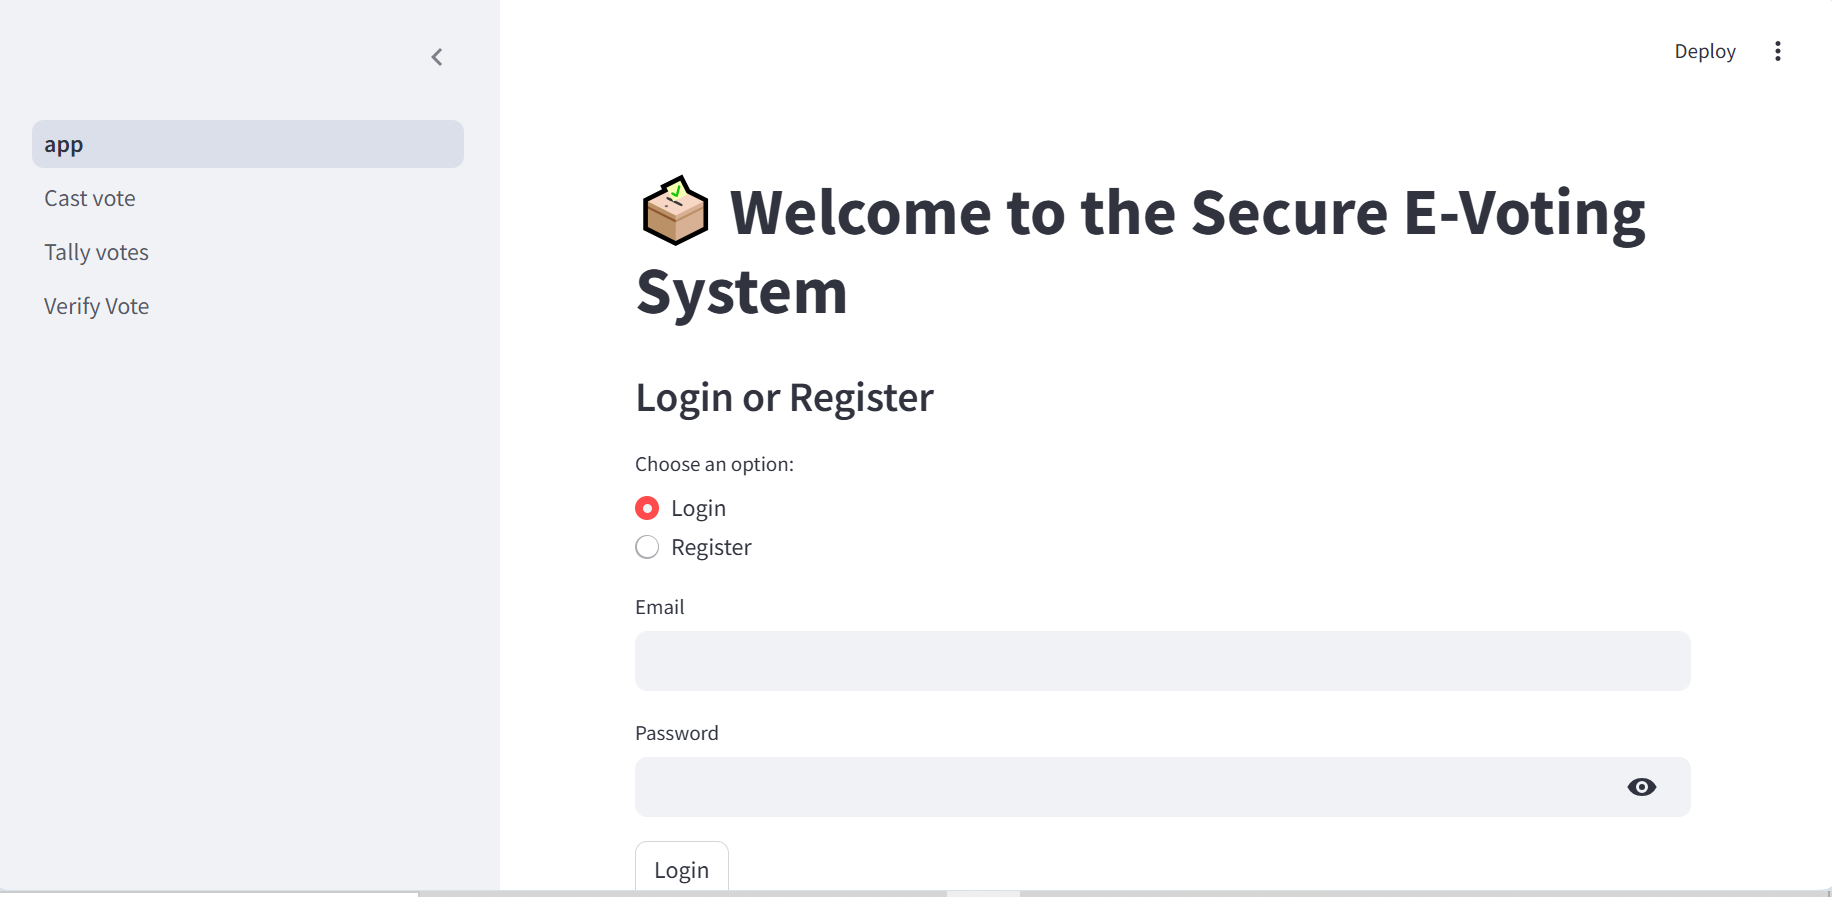 Deploy
app
Cast vote
Tally votes
Verify Vote
Welcome to the Secure E-Voting
System
Login or Register
Choose an option:
Login
Register
Email
Password
Login